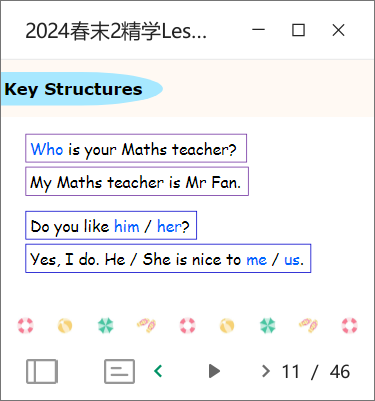 2024春末2精学Les...
Key Structures
Who is your Maths teacher?
My Maths teacher is Mr Fan.
Do you like him / her?
Yes, I do. He / She is nice to me / us.
11 / 46